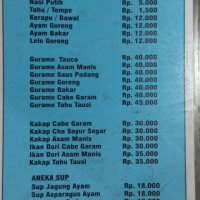 Nasi Putih Rp. 5.000
Tahu / Tempe Rp. 1.500
Kerapu / Bawal Rp. 12.000
Ayam Goreng Rp. 12.000
Ayam Bakar Rp. 12.000
Lele Goreng Rp. 12.000
Gurame Tauco Rp. 40.000
Gurame Asam Manis Rp. 40.000
Gurame Saus Padang Rp. 40.000
Gurame Goreng Rp. 40.000
Gurame Bakar Rp. 40.000
Gurame Cabe Garam Rp. 40.000
Gurame Tahu Tausi Rp. 45.000
Kakap Cabe Garam Rp. 30.000
Kakap Cha Sayur Segar Rp. 30.000
Kakap Asam Manis Rp. 30.000
Ikan Dori Cabe Garam Rp. 35.000
Ikan Dori Asam Manis Rp. 35.000
Kakap Tahu Tausi Rp. 35.000
ANEKA SUP
Sup Jagung Ayam Rp. 18.000
Sup Asparagus Ayam Rp. 18.000